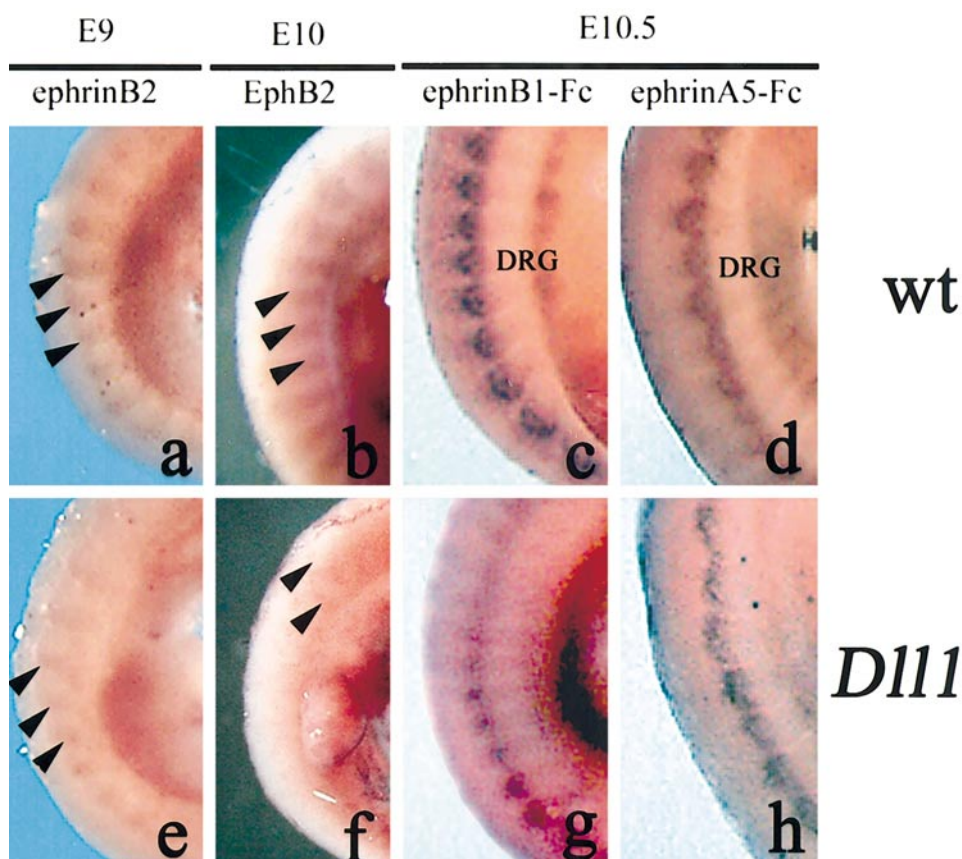 E9 E10 E10.5
ephrinB2 EphB2 ephrinB1-Fc ephrinA5-Fc
DRG DRG wt
a b c d
Dll1
e f g h